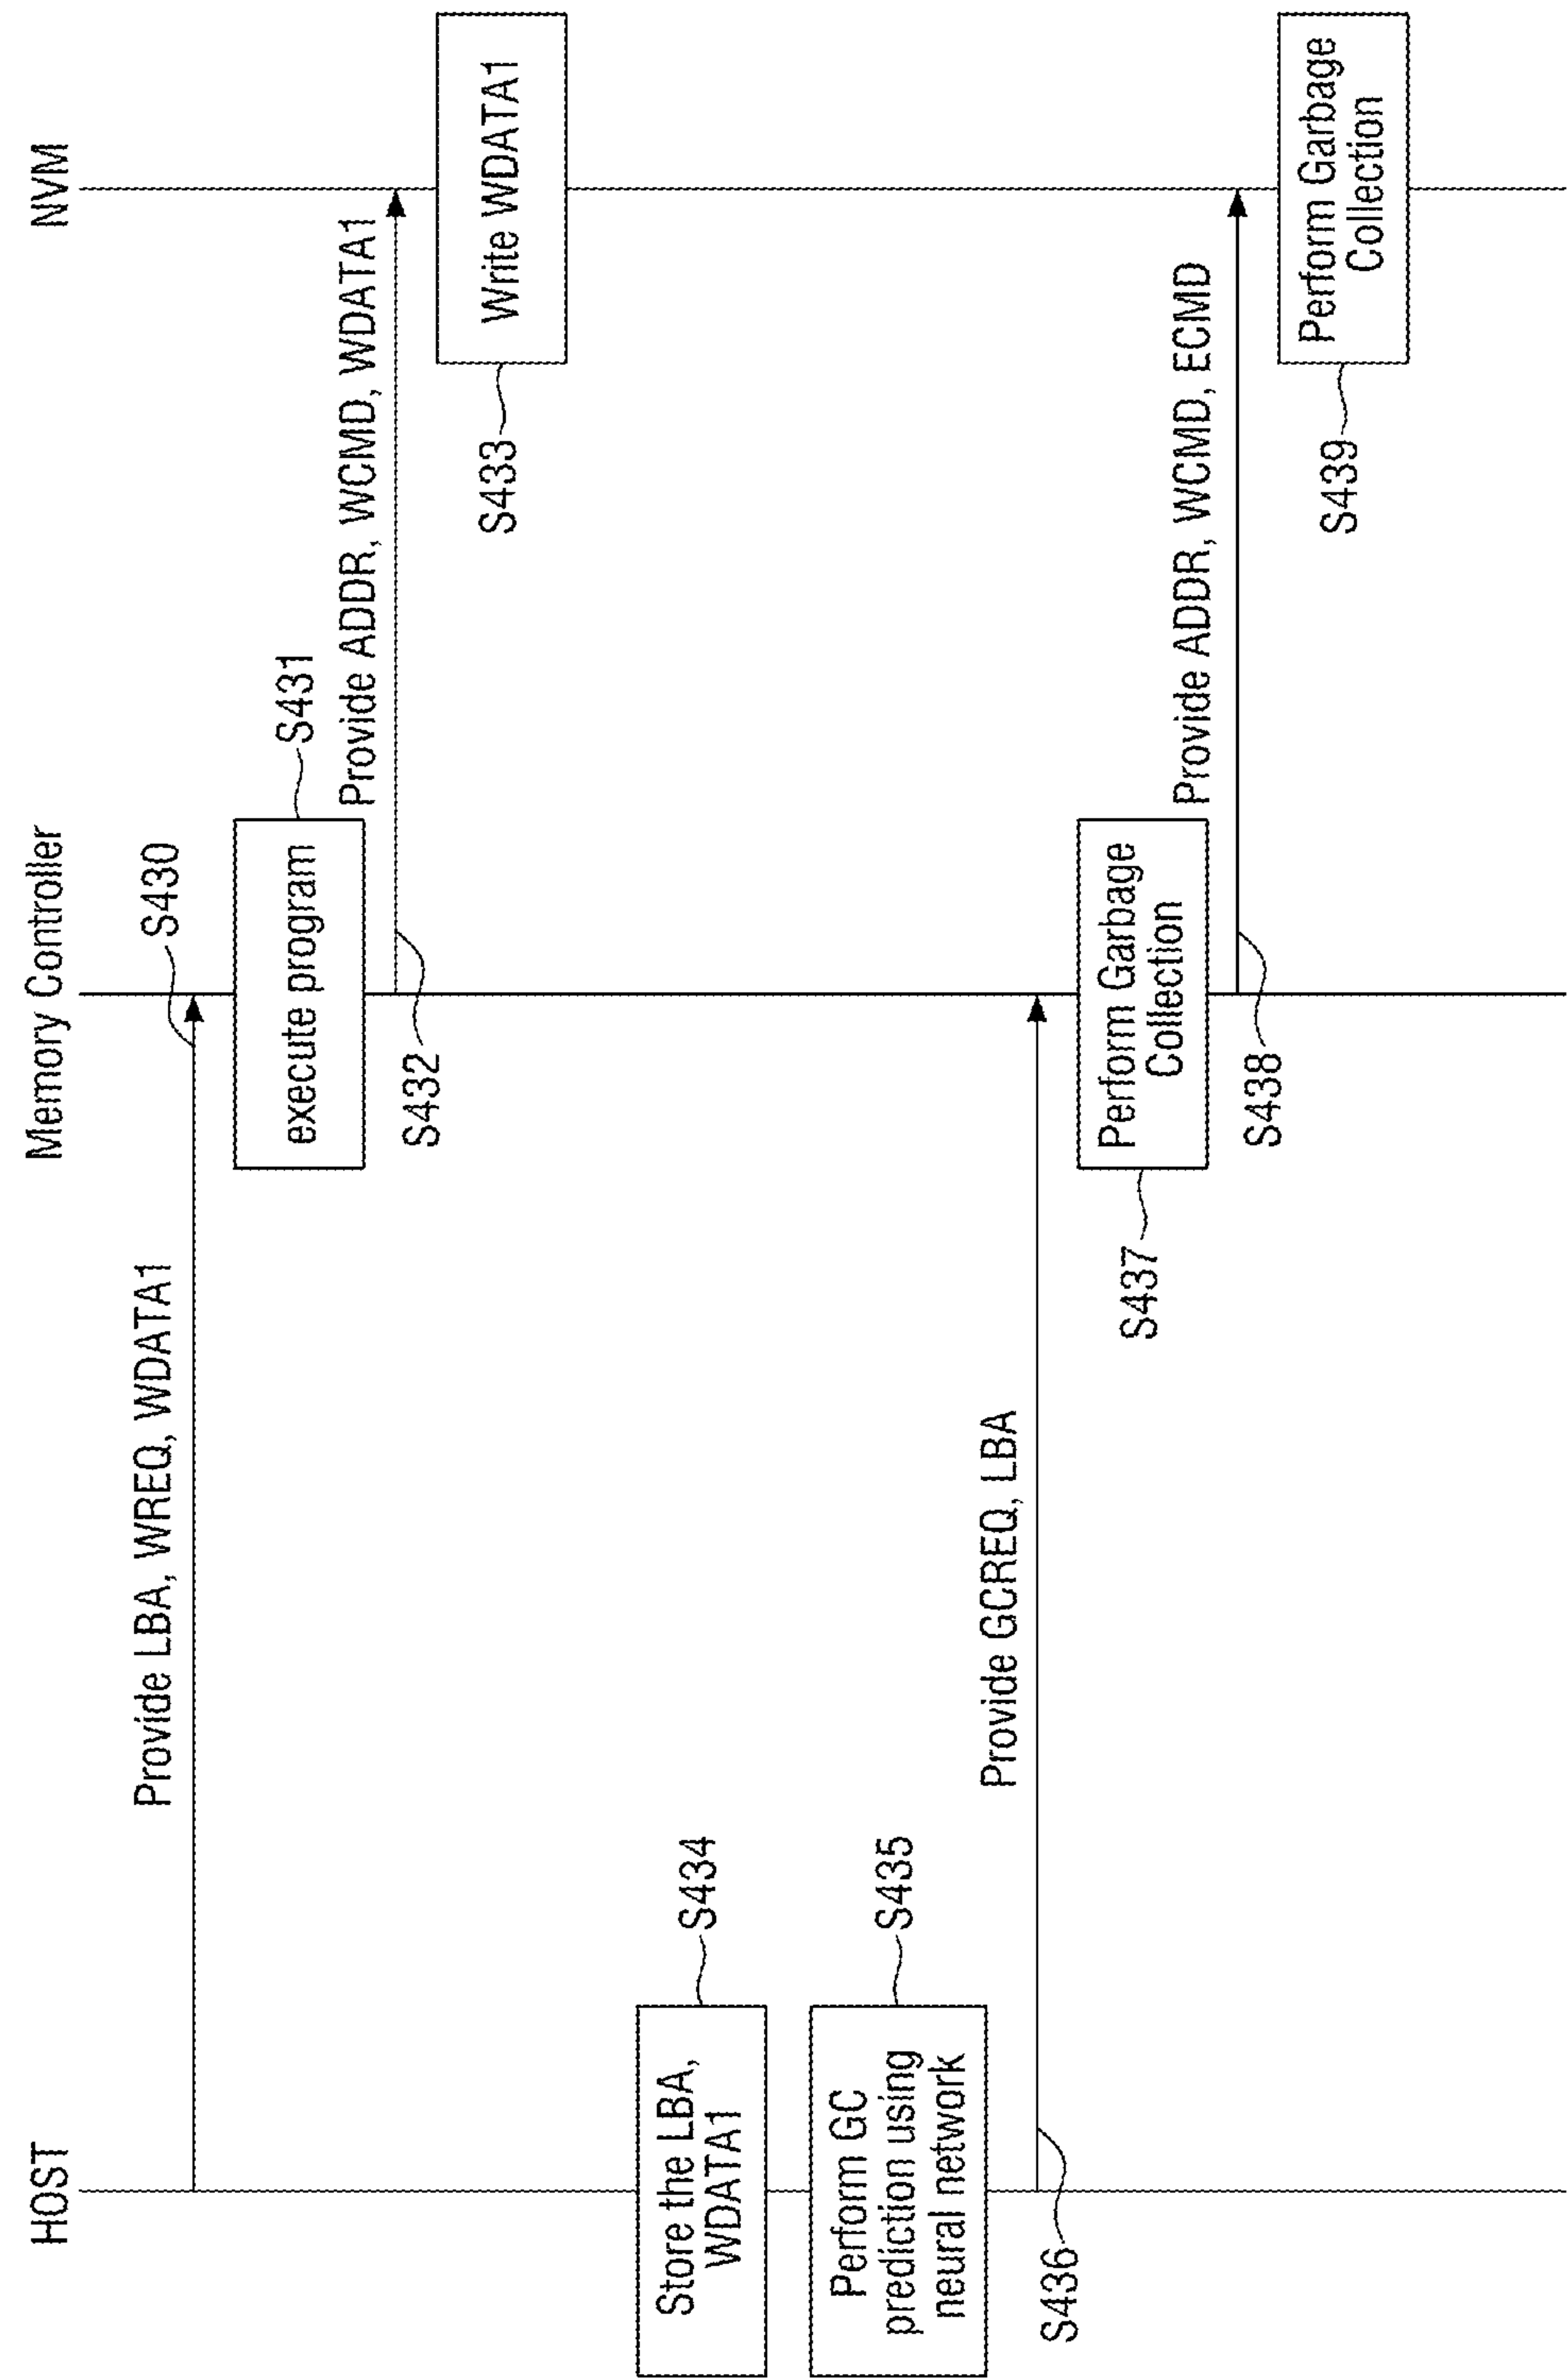 HOST
Memory Controller
NVM
Provide LBA, WREQ, WDATA1
S430
execute program
S431
Provide ADDR, WCMD, WDATA1
S432
Write WDATA1
S433
Store the LBA,
WDATA1
S434
Perform GC
prediction using
neural network
S435
Provide GCREQ, LBA
S436
Perform Garbage
Collection
S437
Provide ADDR, WCMD, ECMD
S438
Perform Garbage
Collection
S439